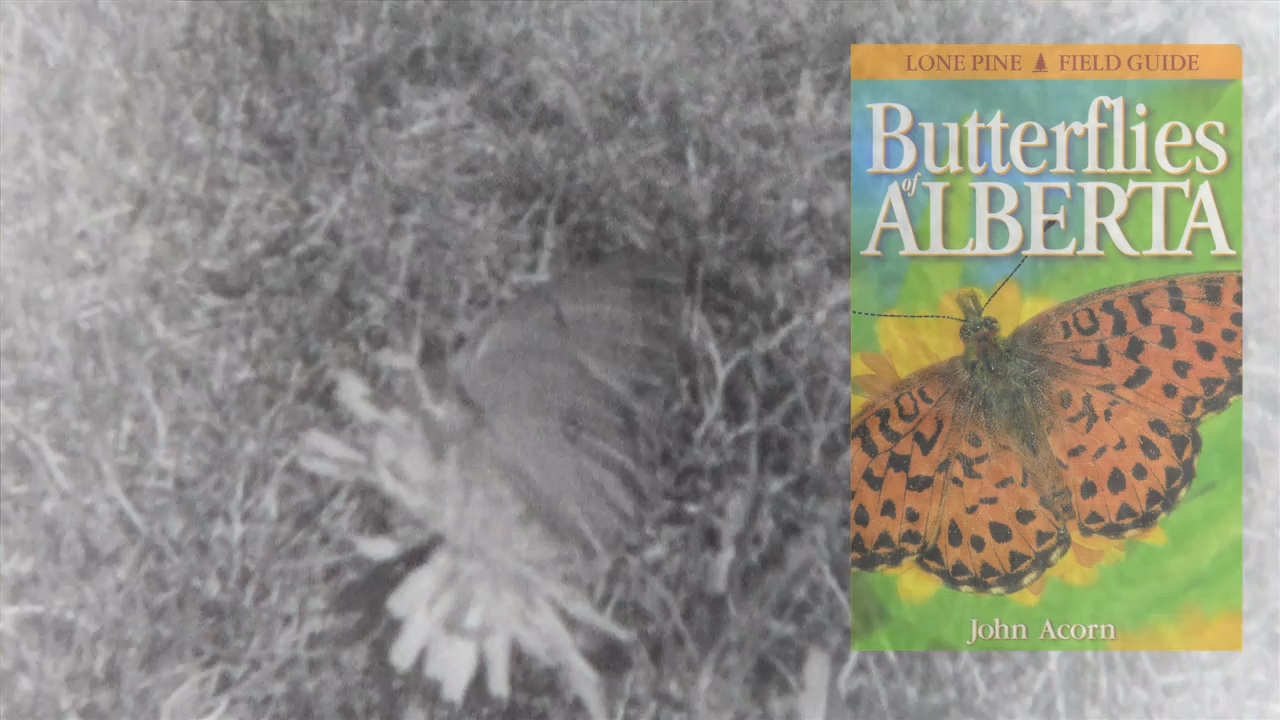 LONE PINE FIELD GUIDE
Butterflies
of
ALBERTA
John Acorn